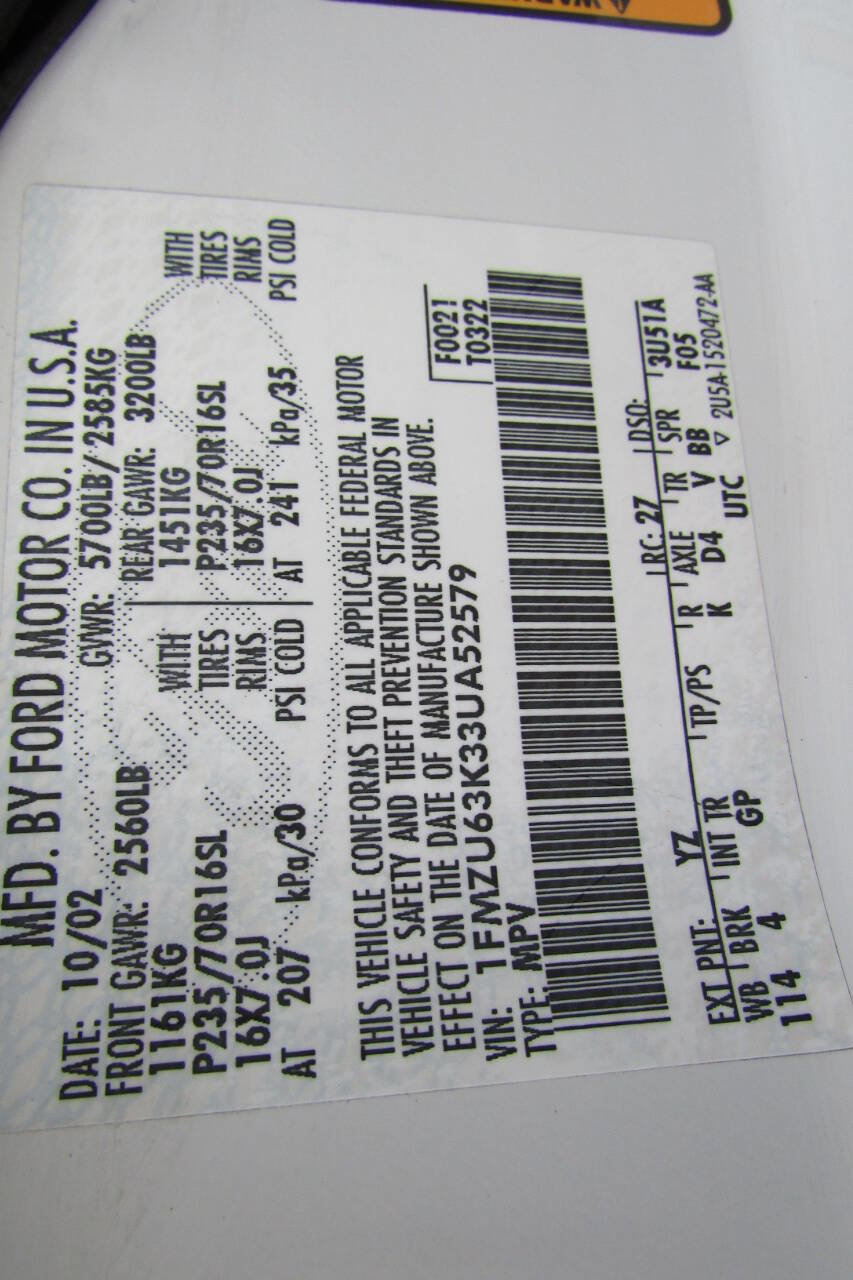 MFD. BY FORD MOTOR CO. IN U.S.A.
DATE: 10/02 GVWR: 5700LB/2585KG
FRONT GAWR: 2560LB REAR GAWR: 3200LB
1161KG WITH 1451KG WITH
P235/70R16SL TIRES P235/70R16SL TIRES
16X7.0J RIMS 16X7.0J RIMS
AT 207 kPa/30 PSI COLD AT 241 kPa/35 PSI COLD
THIS VEHICLE CONFORMS TO ALL APPLICABLE FEDERAL MOTOR
VEHICLE SAFETY AND THEFT PREVENTION STANDARDS IN
EFFECT ON THE DATE OF MANUFACTURE SHOWN ABOVE.
VIN: 1FMZU63K33UA52579 F0021
TYPE: MPV T0322
EXT PNT: YZ RC: 27 DSO:
WB BRK INT TR TP/PS R AXLE TR SPR 3U51A
114 4 GP K D4 V BB F05
UTC ▽ 2U5A-1520472-AA